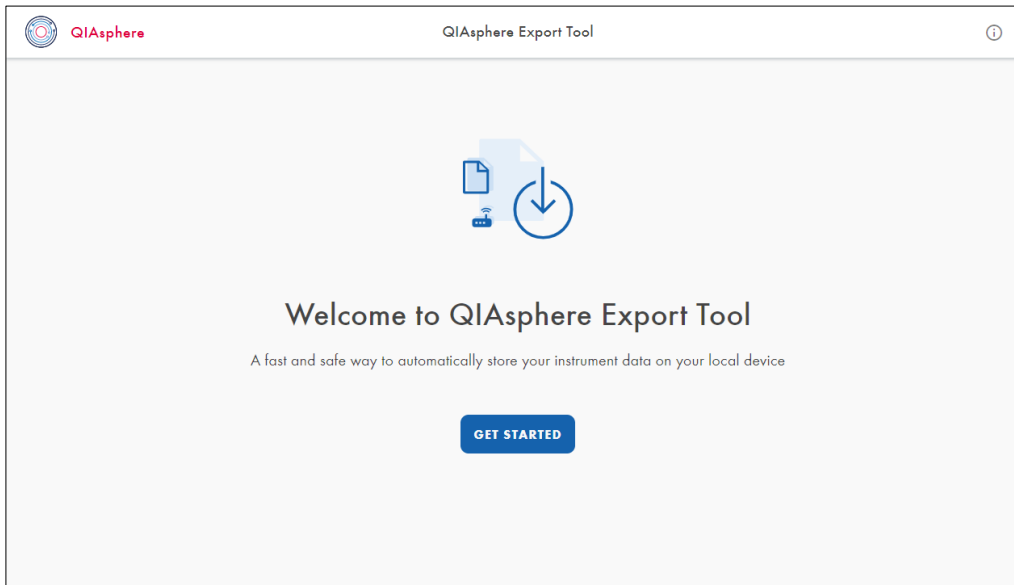 QIAsphere
QIAsphere Export Tool
Welcome to QIAsphere Export Tool
A fast and safe way to automatically store your instrument data on your local device
GET STARTED